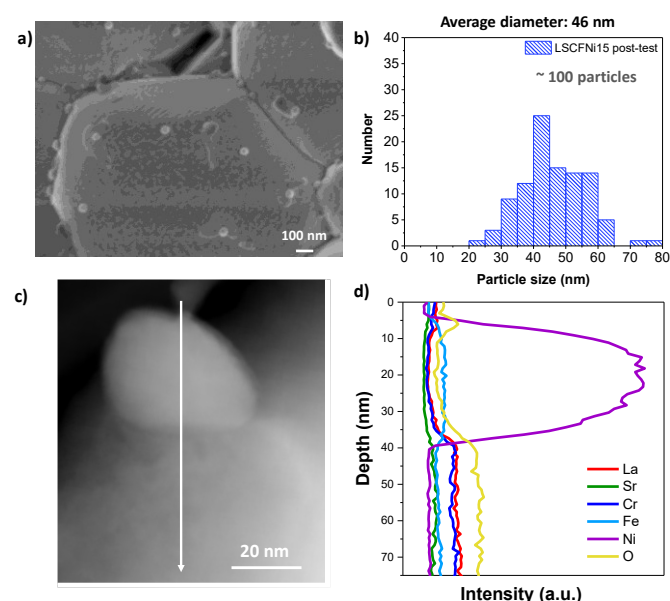 a)
100 nm
b)
Average diameter: 46 nm
LSCFNi15 post-test
~ 100 particles
Number
40
35
30
25
20
15
10
5
0
0 10 20 30 40 50 60 70 80
Particle size (nm)
c)
20 nm
d)
Depth (nm)
0
10
20
30
40
50
60
70
La
Sr
Cr
Fe
Ni
O
Intensity (a.u.)